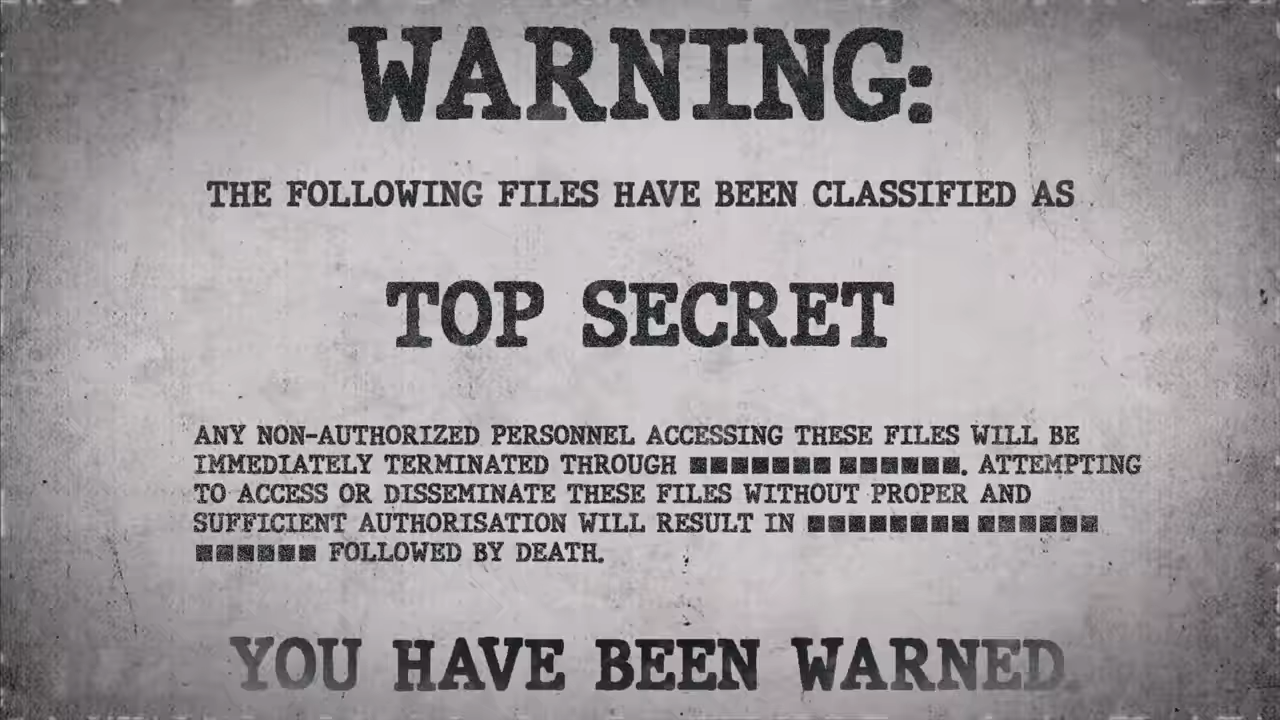 WARNING:
THE FOLLOWING FILES HAVE BEEN CLASSIFIED AS
TOP SECRET
ANY NON-AUTHORIZED PERSONNEL ACCESSING THESE FILES WILL BE
IMMEDIATELY TERMINATED THROUGH ■■■■■■■ ■■■■■■. ATTEMPTING
TO ACCESS OR DISSEMINATE THESE FILES WITHOUT PROPER AND
SUFFICIENT AUTHORISATION WILL RESULT IN ■■■■■■■■ ■■■■■■
■■■■■■ FOLLOWED BY DEATH.
YOU HAVE BEEN WARNED.